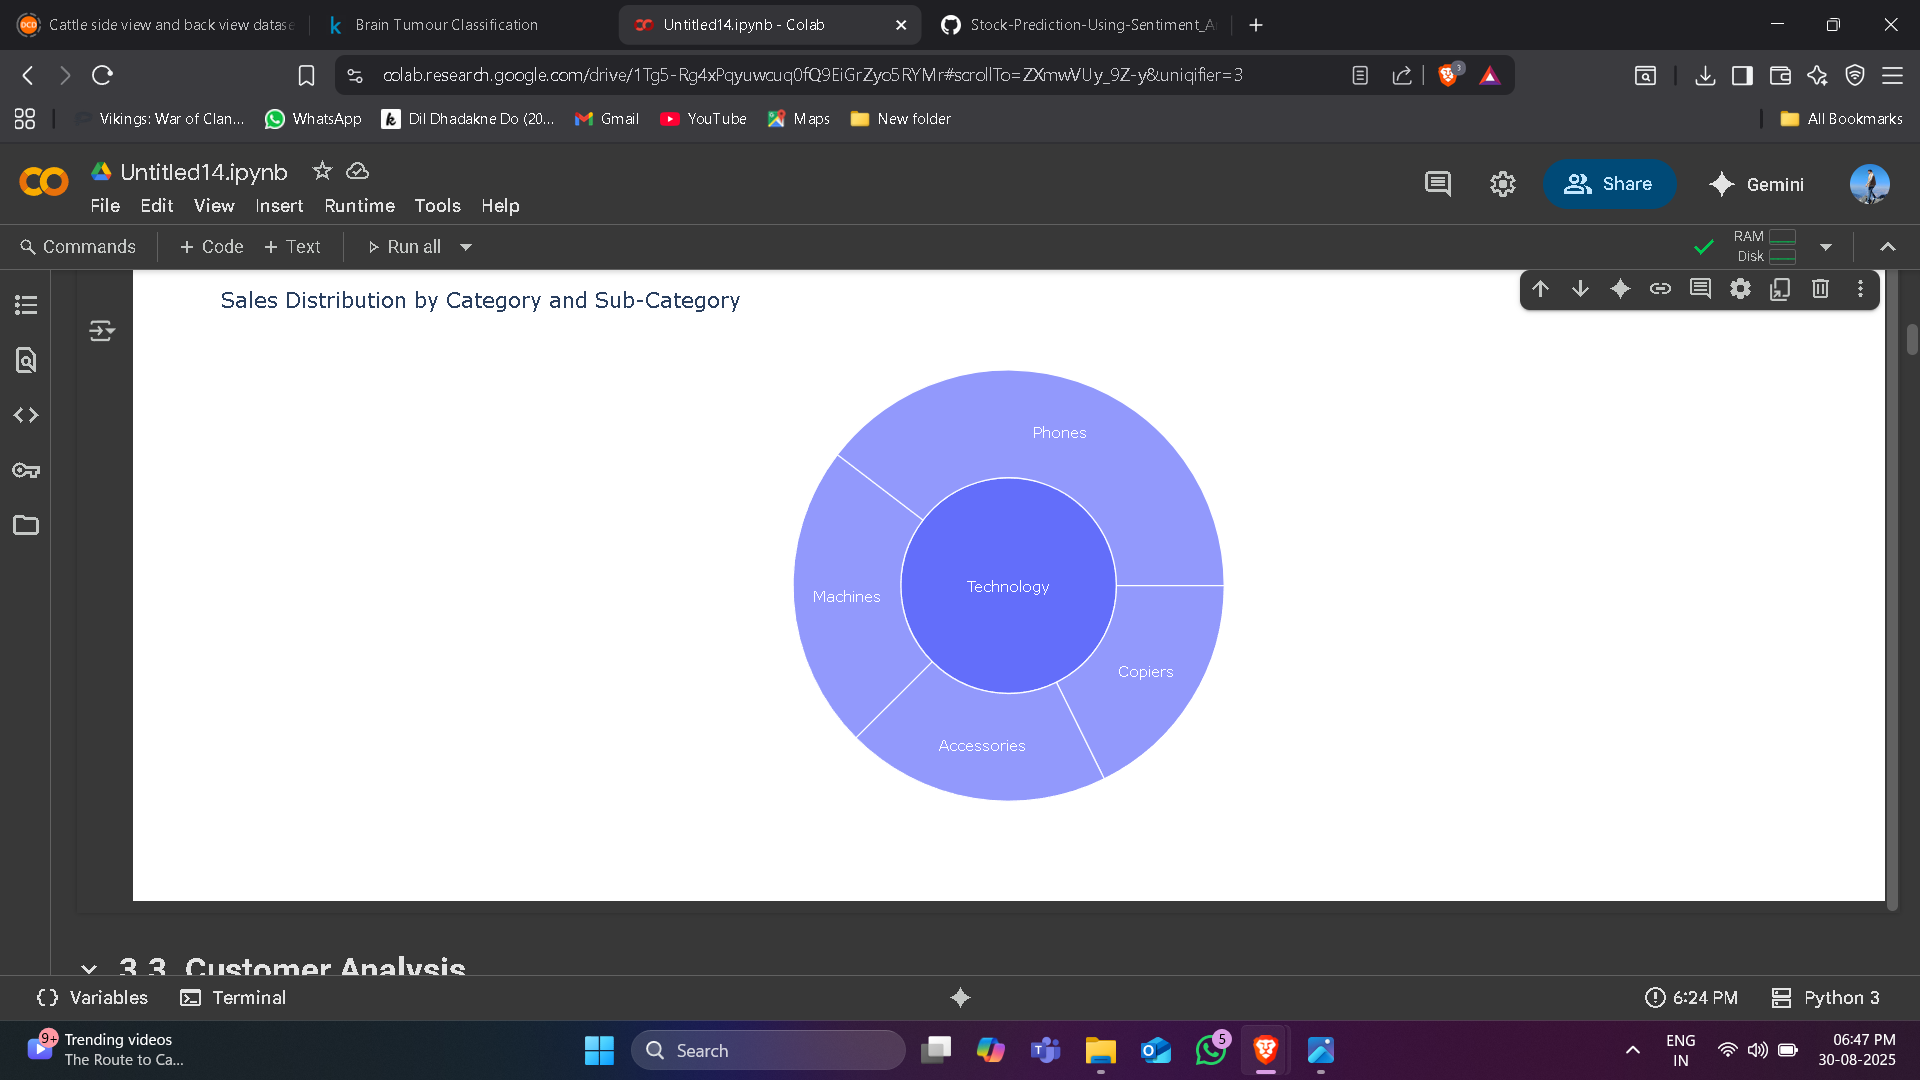 Cattle side view and back view datase
Brain Tumour Classification
Untitled14.ipynb - Colab
Stock-Prediction-Using-Sentiment_A
colab.research.google.com/drive/1Tg5-Rg4xPqyuwcuq0fQ9EiGrZyo5RYMr#scrollTo=ZXmwVUy_9Z-y&uniqifier=3
3
Vikings: War of Clan...
WhatsApp
Dil Dhadakne Do (20...
Gmail
YouTube
Maps
New folder
All Bookmarks
Untitled14.ipynb
Share
Gemini
File Edit View Insert Runtime Tools Help
Commands
+ Code
+ Text
Run all
RAM
Disk
Sales Distribution by Category and Sub-Category
Phones
Machines
Technology
Copiers
Accessories
3.3 Customer Analysis
Variables
Terminal
6:24 PM
Python 3
9+
Trending videos
The Route to Ca...
Search
5
ENG
IN
06:47 PM
30-08-2025